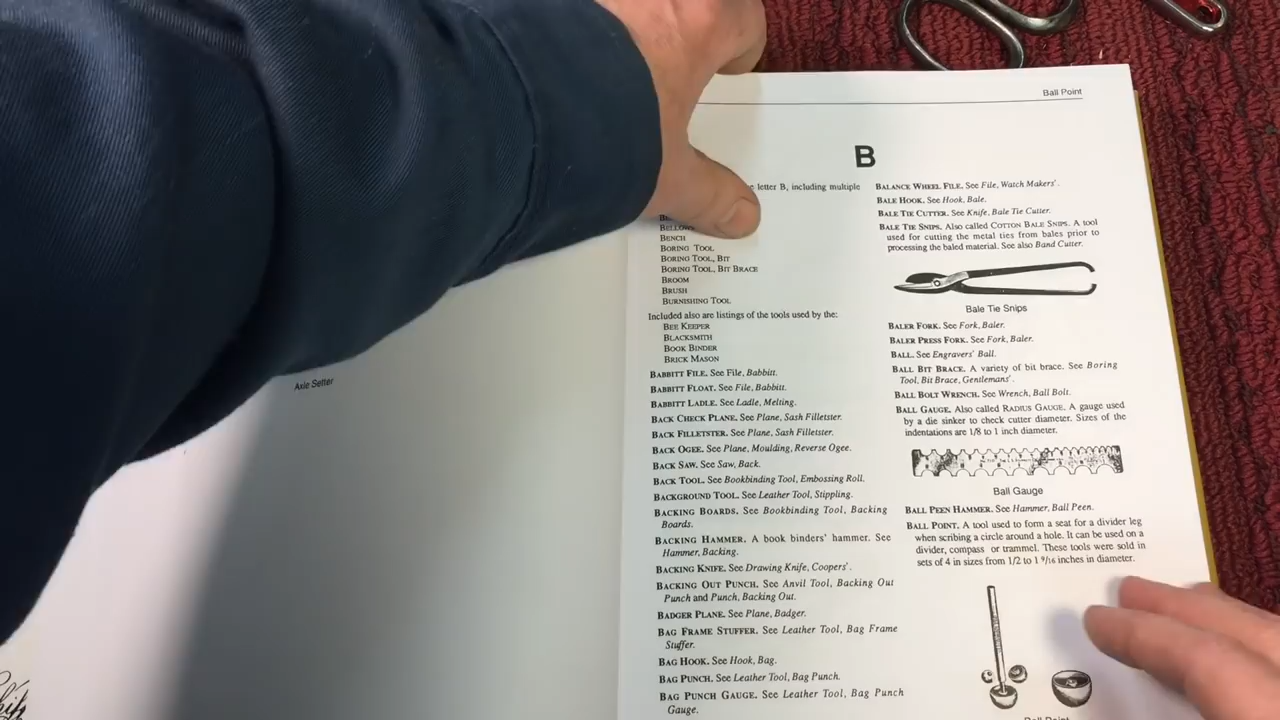 Axle Setter
Ball Point
B
letter B, including multiple
BELLOWS
BENCH
BORING TOOL
BORING TOOL, BIT
BORING TOOL, BIT BRACE
BROOM
BRUSH
BURNISHING TOOL
Included also are listings of the tools used by the:
BEE KEEPER
BLACKSMITH
BOOK BINDER
BRICK MASON
BABBITT FILE. See File, Babbitt.
BABBITT FLOAT. See File, Babbitt.
BABBITT LADLE. See Ladle, Melting.
BACK CHECK PLANE. See Plane, Sash Filletster.
BACK FILLETSTER. See Plane, Sash Filletster.
BACK OGEE. See Plane, Moulding, Reverse Ogee.
BACK SAW. See Saw, Back.
BACK TOOL. See Bookbinding Tool, Embossing Roll.
BACKGROUND TOOL. See Leather Tool, Stippling.
BACKING BOARDS. See Bookbinding Tool, Backing
Boards.
BACKING HAMMER. A book binders' hammer. See
Hammer, Backing.
BACKING KNIFE. See Drawing Knife, Coopers'.
BACKING OUT PUNCH. See Anvil Tool, Backing Out
Punch and Punch, Backing Out.
BADGER PLANE. See Plane, Badger.
BAG FRAME STUFFER. See Leather Tool, Bag Frame
Stuffer.
BAG HOOK. See Hook, Bag.
BAG PUNCH. See Leather Tool, Bag Punch.
BAG PUNCH GAUGE. See Leather Tool, Bag Punch
Gauge.
BALANCE WHEEL FILE. See File, Watch Makers'.
BALE HOOK. See Hook, Bale.
BALE TIE CUTTER. See Knife, Bale Tie Cutter.
BALE TIE SNIPS. Also called COTTON BALE SNIPS. A tool
used for cutting the metal ties from bales prior to
processing the baled material. See also Band Cutter.
Bale Tie Snips
BALER FORK. See Fork, Baler.
BALER PRESS FORK. See Fork, Baler.
BALL. See Engravers' Ball.
BALL BIT BRACE. A variety of bit brace. See Boring
Tool, Bit Brace, Gentlemans'.
BALL BOLT WRENCH. See Wrench, Ball Bolt.
BALL GAUGE. Also called RADIUS GAUGE. A gauge used
by a die sinker to check cutter diameter. Sizes of the
indentations are 1/8 to 1 inch diameter.
Ball Gauge
BALL PEEN HAMMER. See Hammer, Ball Peen.
BALL POINT. A tool used to form a seat for a divider leg
when scribing a circle around a hole. It can be used on
a divider, compass or trammel. These tools were sold in
sets of 4 in sizes from 1/2 to 1 9/16 inches in diameter.
Ball Point